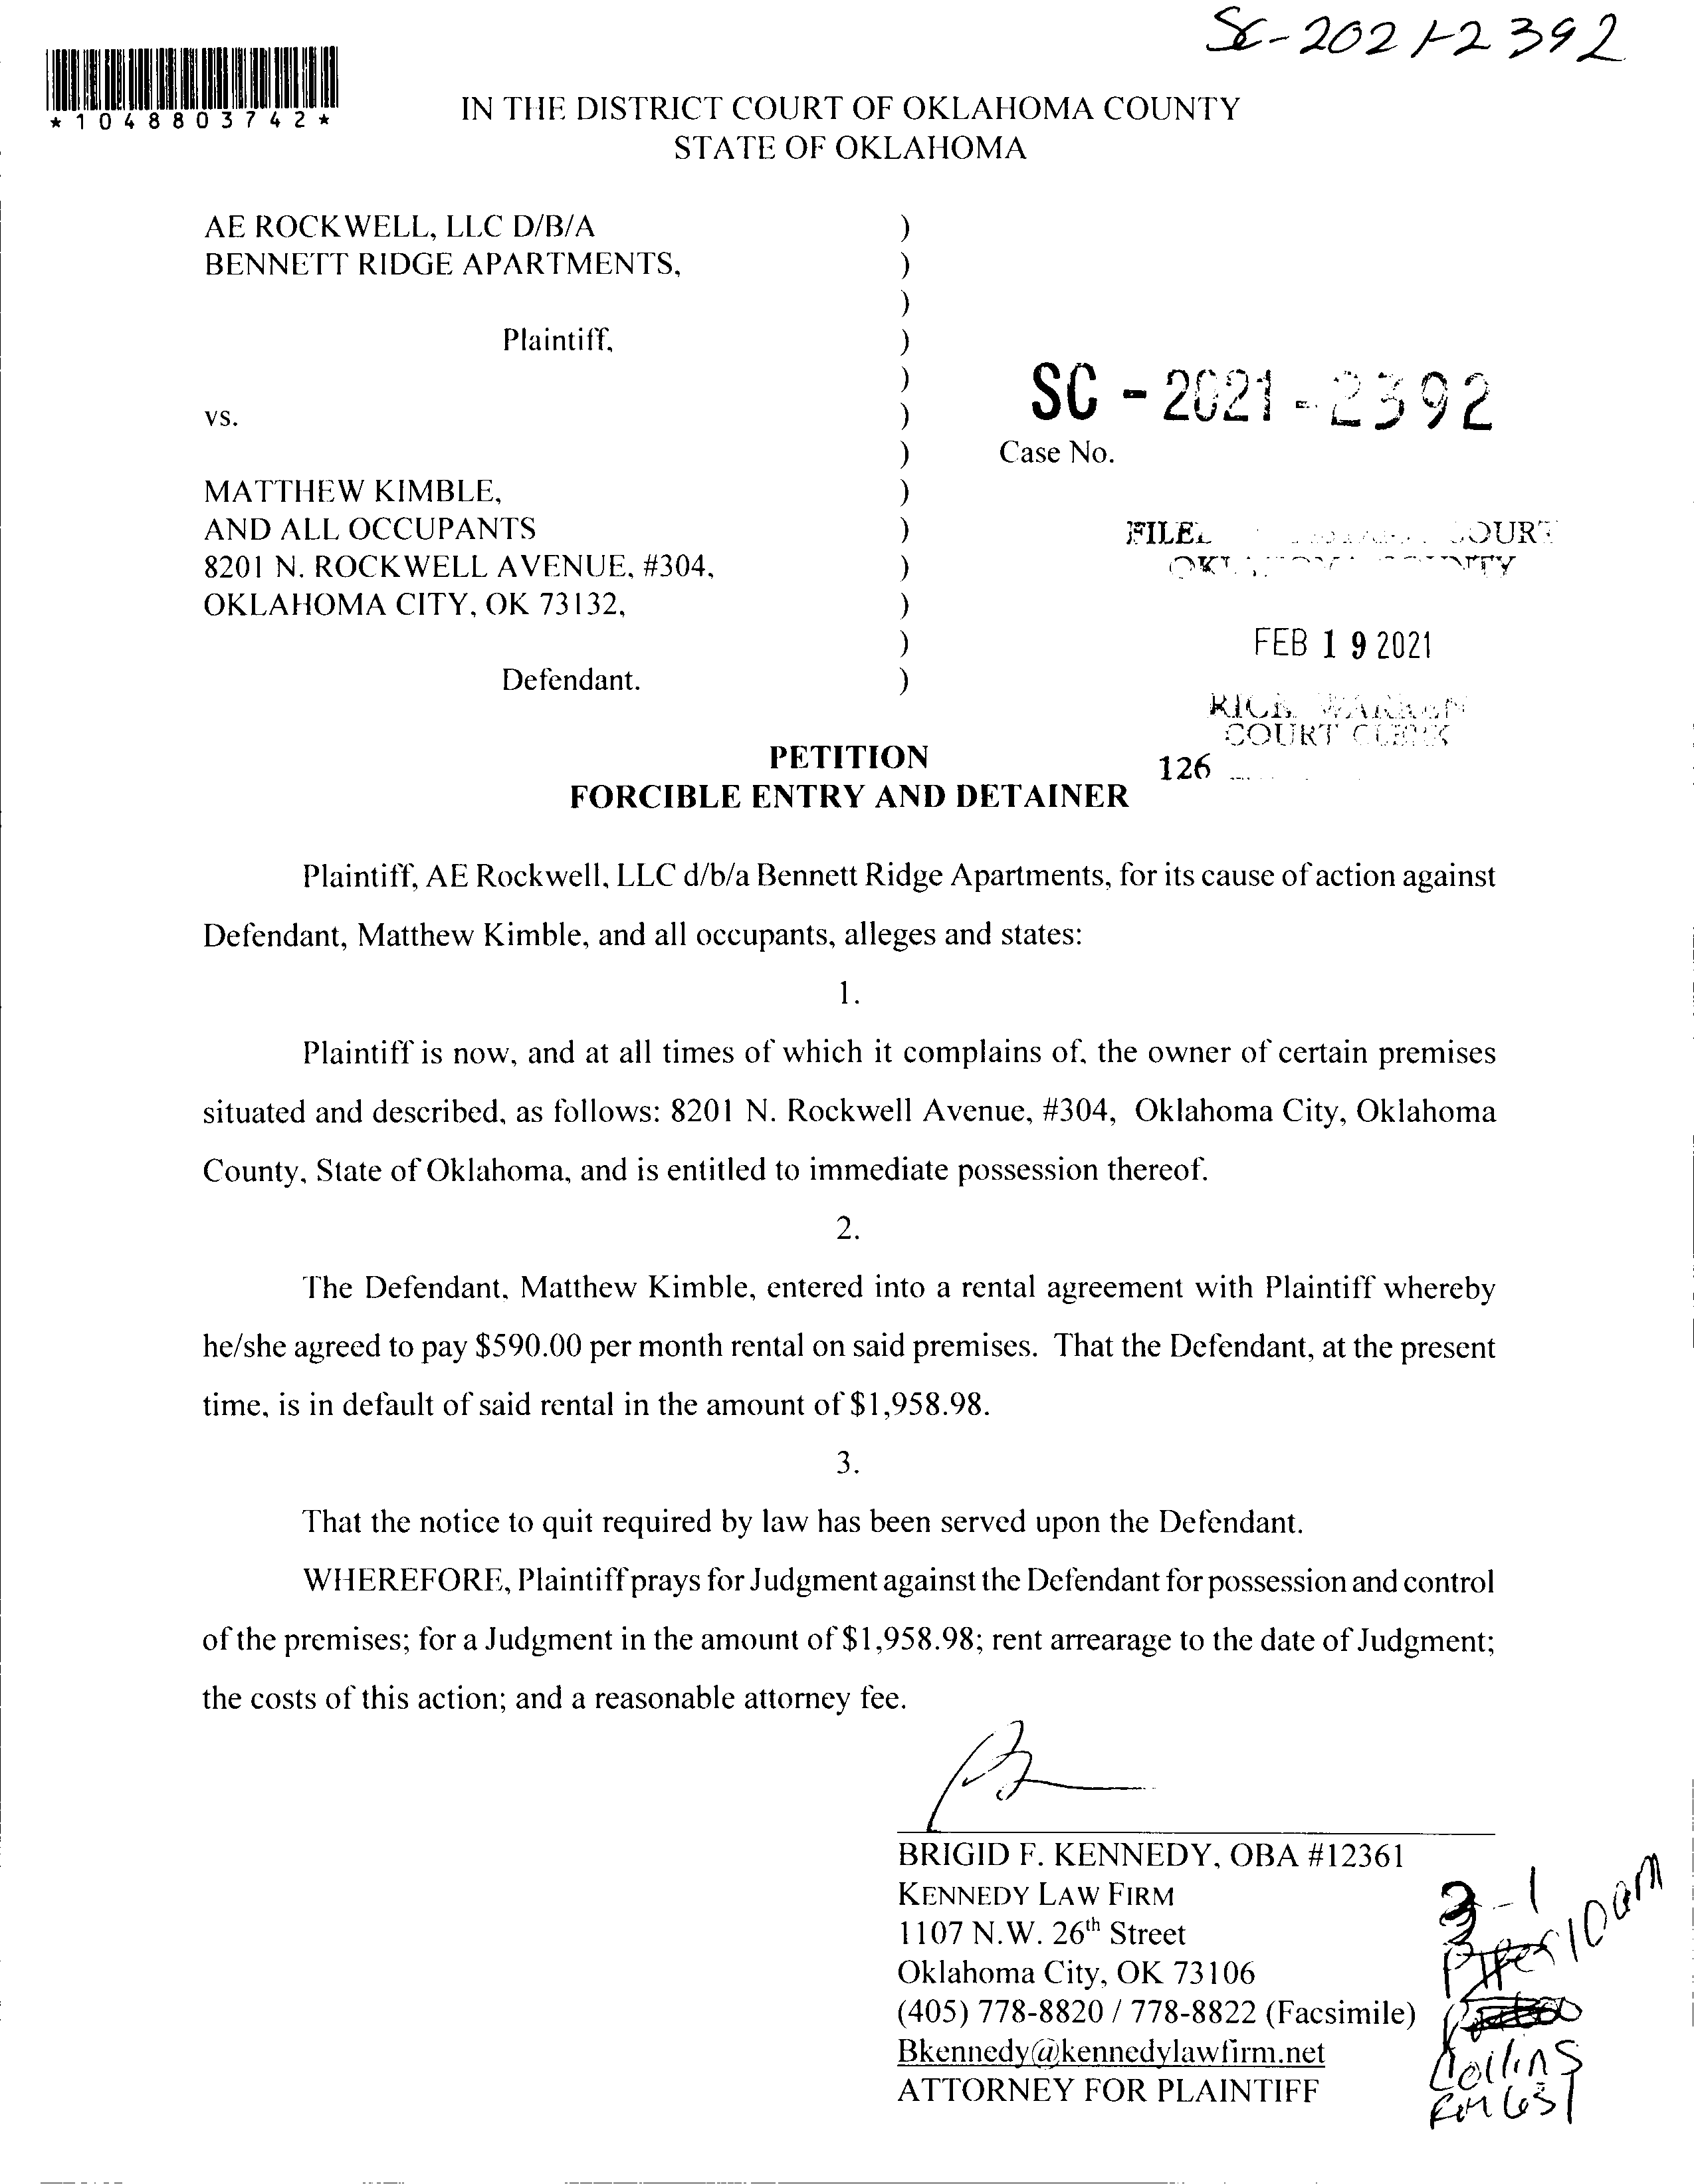 SC-2021-2392
*1048803742*
IN THE DISTRICT COURT OF OKLAHOMA COUNTY
STATE OF OKLAHOMA
AE ROCKWELL, LLC D/B/A )
BENNETT RIDGE APARTMENTS, )
)
Plaintiff, )
)
vs. )
)
MATTHEW KIMBLE, )
AND ALL OCCUPANTS )
8201 N. ROCKWELL AVENUE, #304, )
OKLAHOMA CITY, OK 73132, )
)
Defendant. )
SC - 2021 - 2392
Case No.
COURT
COUNTY
FEB 19 2021
RICK WARREN
COURT CLERK
126
PETITION
FORCIBLE ENTRY AND DETAINER
Plaintiff, AE Rockwell, LLC d/b/a Bennett Ridge Apartments, for its cause of action against
Defendant, Matthew Kimble, and all occupants, alleges and states:
1.
Plaintiff is now, and at all times of which it complains of, the owner of certain premises
situated and described, as follows: 8201 N. Rockwell Avenue, #304, Oklahoma City, Oklahoma
County, State of Oklahoma, and is entitled to immediate possession thereof.
2.
The Defendant, Matthew Kimble, entered into a rental agreement with Plaintiff whereby
he/she agreed to pay $590.00 per month rental on said premises. That the Defendant, at the present
time, is in default of said rental in the amount of $1,958.98.
3.
That the notice to quit required by law has been served upon the Defendant.
WHEREFORE, Plaintiff prays for Judgment against the Defendant for possession and control
of the premises; for a Judgment in the amount of $1,958.98; rent arrearage to the date of Judgment;
the costs of this action; and a reasonable attorney fee.
BRIGID F. KENNEDY, OBA #12361
KENNEDY LAW FIRM
1107 N.W. 26th Street
Oklahoma City, OK 73106
(405) 778-8820 / 778-8822 (Facsimile)
Bkennedy@kennedylawfirm.net
ATTORNEY FOR PLAINTIFF
3-1
10am
Collins
Rm 631